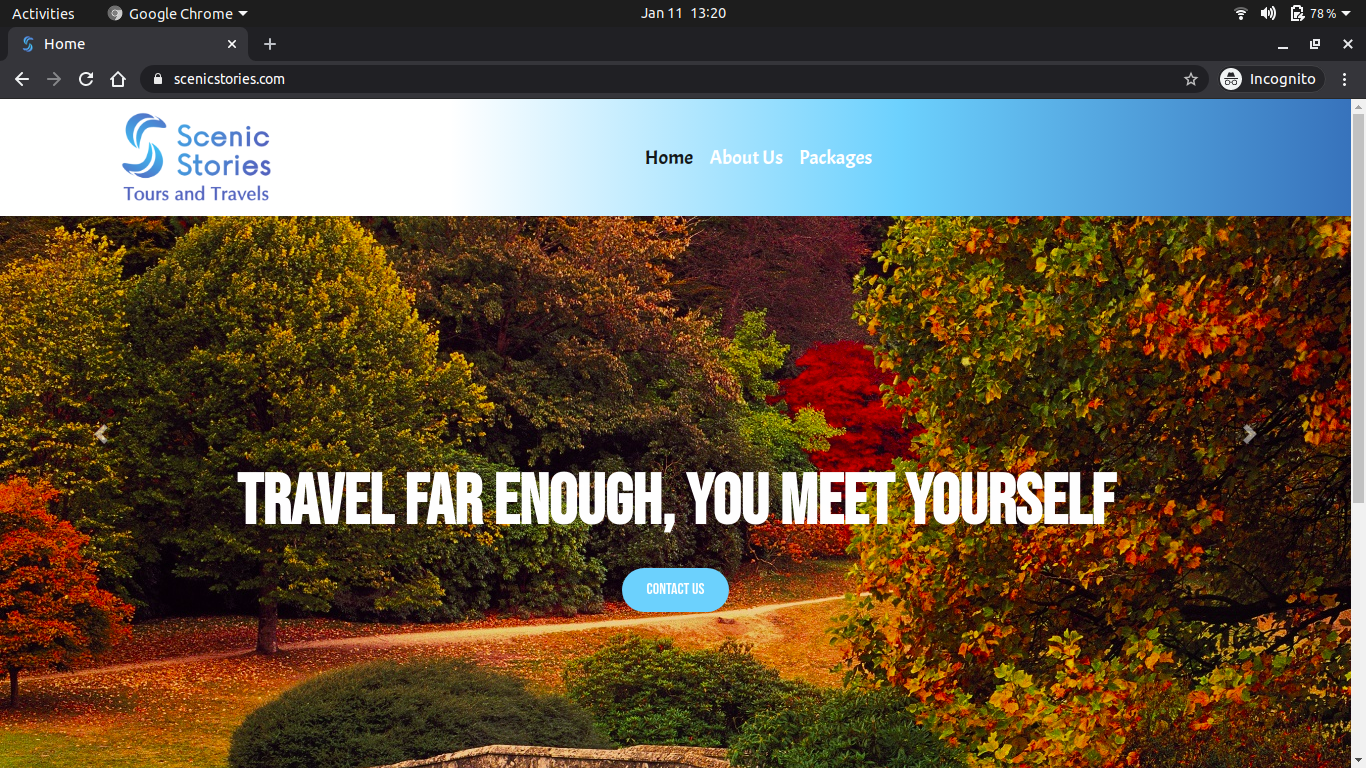 Activities Google Chrome Jan 11 13:20 78%
Home
scenicstories.com Incognito
Scenic
Stories
Tours and Travels
Home About Us Packages
TRAVEL FAR ENOUGH, YOU MEET YOURSELF
CONTACT US